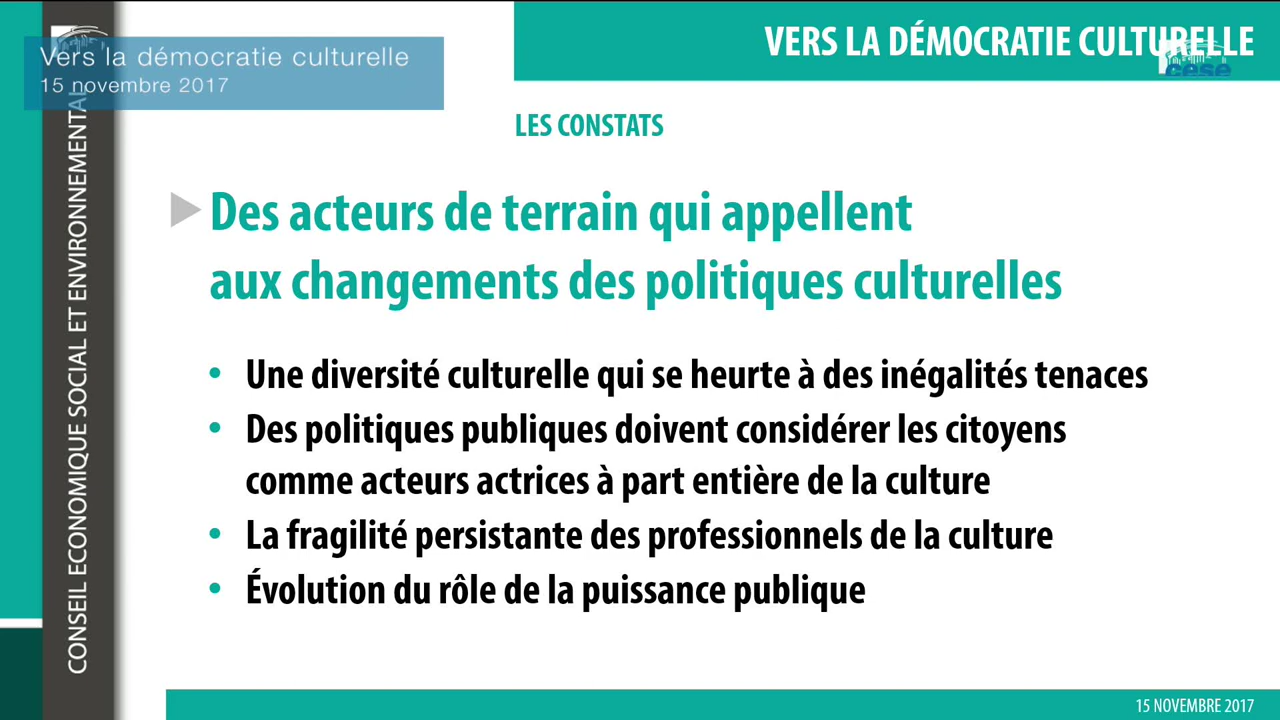 Vers la démocratie culturelle
15 novembre 2017
VERS LA DÉMOCRATIE CULTURELLE
cese
CONSEIL ECONOMIQUE SOCIAL ET ENVIRONNEMENTAL
LES CONSTATS
Des acteurs de terrain qui appellent
aux changements des politiques culturelles
• Une diversité culturelle qui se heurte à des inégalités tenaces
• Des politiques publiques doivent considérer les citoyens
comme acteurs actrices à part entière de la culture
• La fragilité persistante des professionnels de la culture
• Évolution du rôle de la puissance publique
15 NOVEMBRE 2017